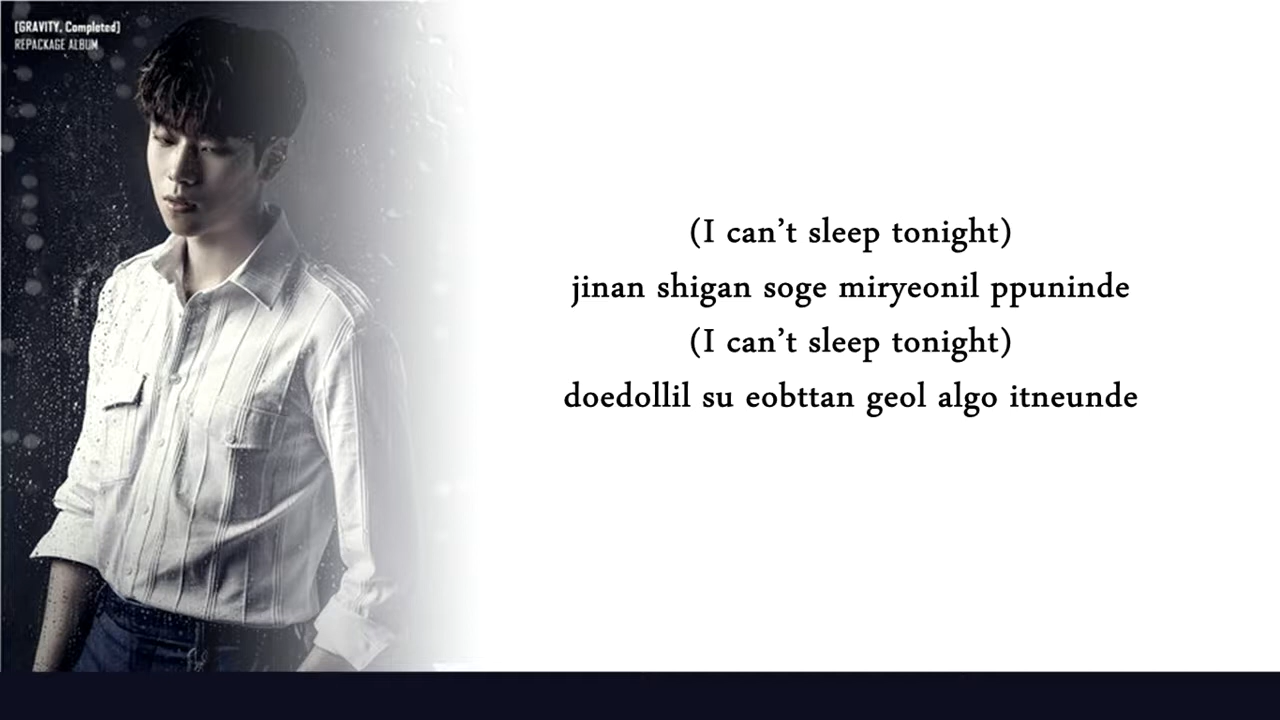 [GRAVITY, Completed]
REPACKAGE ALBUM
(I can't sleep tonight)
jinan shigan soge miryeonil ppuninde
(I can't sleep tonight)
doedollil su eobttan geol algo itneunde